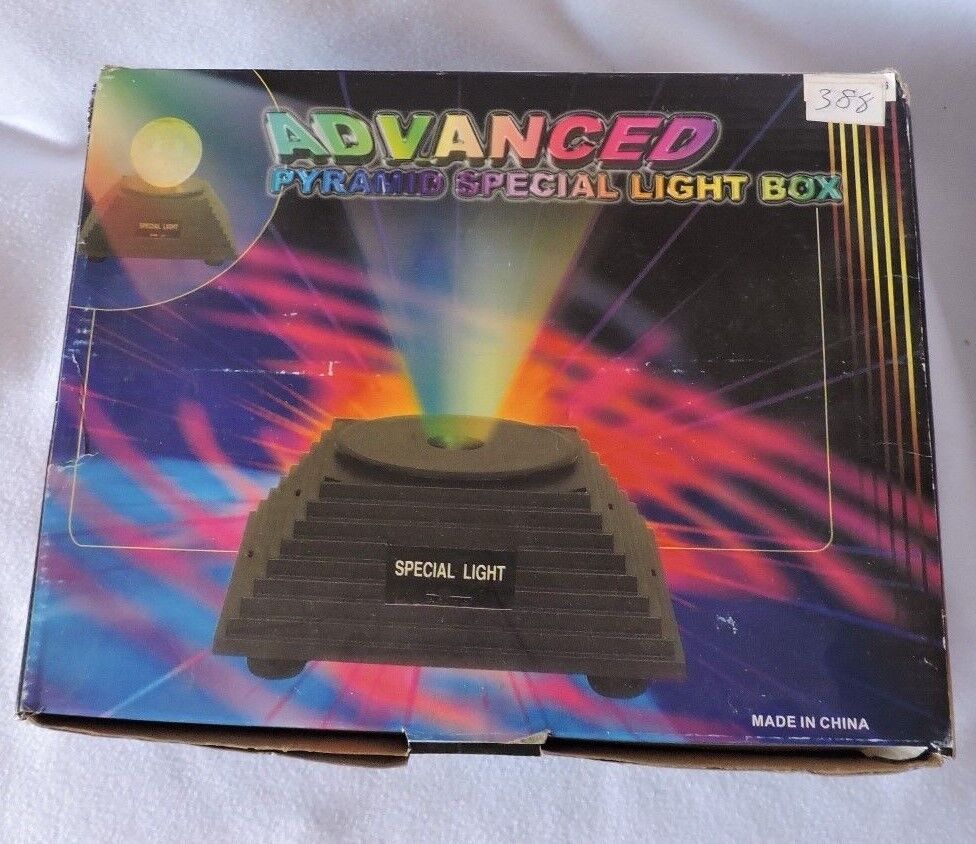 388
ADVANCED
PYRAMID SPECIAL LIGHT BOX
SPECIAL LIGHT
SPECIAL LIGHT
MADE IN CHINA